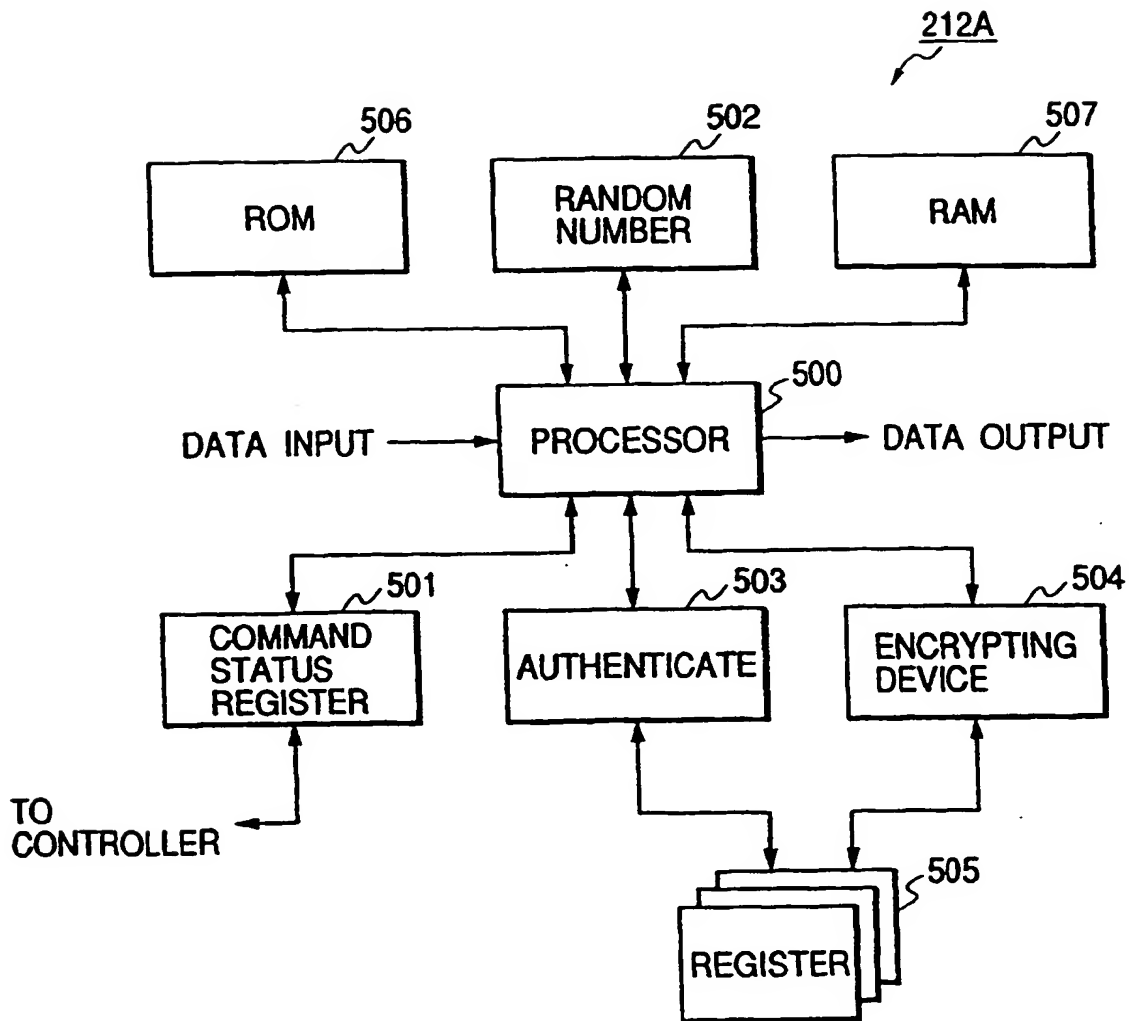 212A
506
502
507
ROM
RANDOM
NUMBER
RAM
500
DATA INPUT
PROCESSOR
DATA OUTPUT
501
503
504
COMMAND
STATUS
REGISTER
AUTHENTICATE
ENCRYPTING
DEVICE
TO
CONTROLLER
505
REGISTER